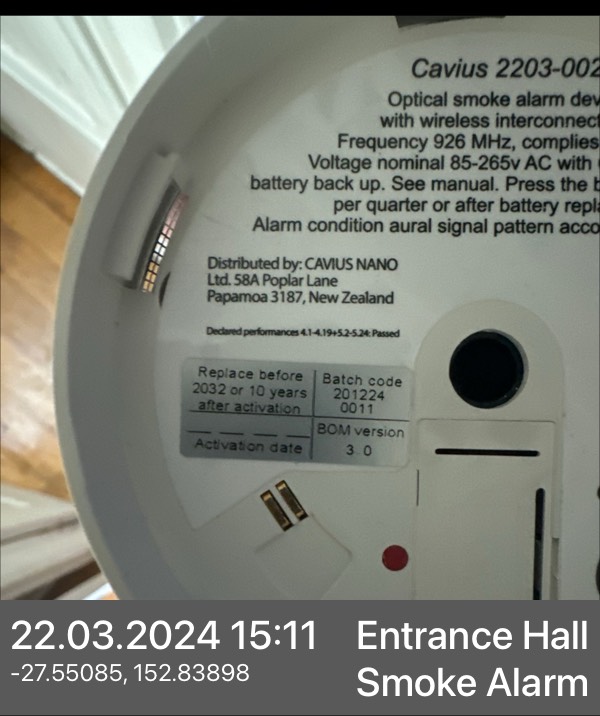 Cavius 2203-002
Optical smoke alarm dev
with wireless interconnect
Frequency 926 MHz, complies
Voltage nominal 85-265v AC with
battery back up. See manual. Press the b
per quarter or after battery repl
Alarm condition aural signal pattern acco
Distributed by: CAVIUS NANO
Ltd. 58A Poplar Lane
Papamoa 3187, New Zealand
Declared performances 4.1-4.19+5.2-5.24: Passed
Replace before
2032 or 10 years
after activation
Activation date
Batch code
201224
0011
BOM version
3.0
22.03.2024 15:11
-27.55085, 152.83898
Entrance Hall
Smoke Alarm